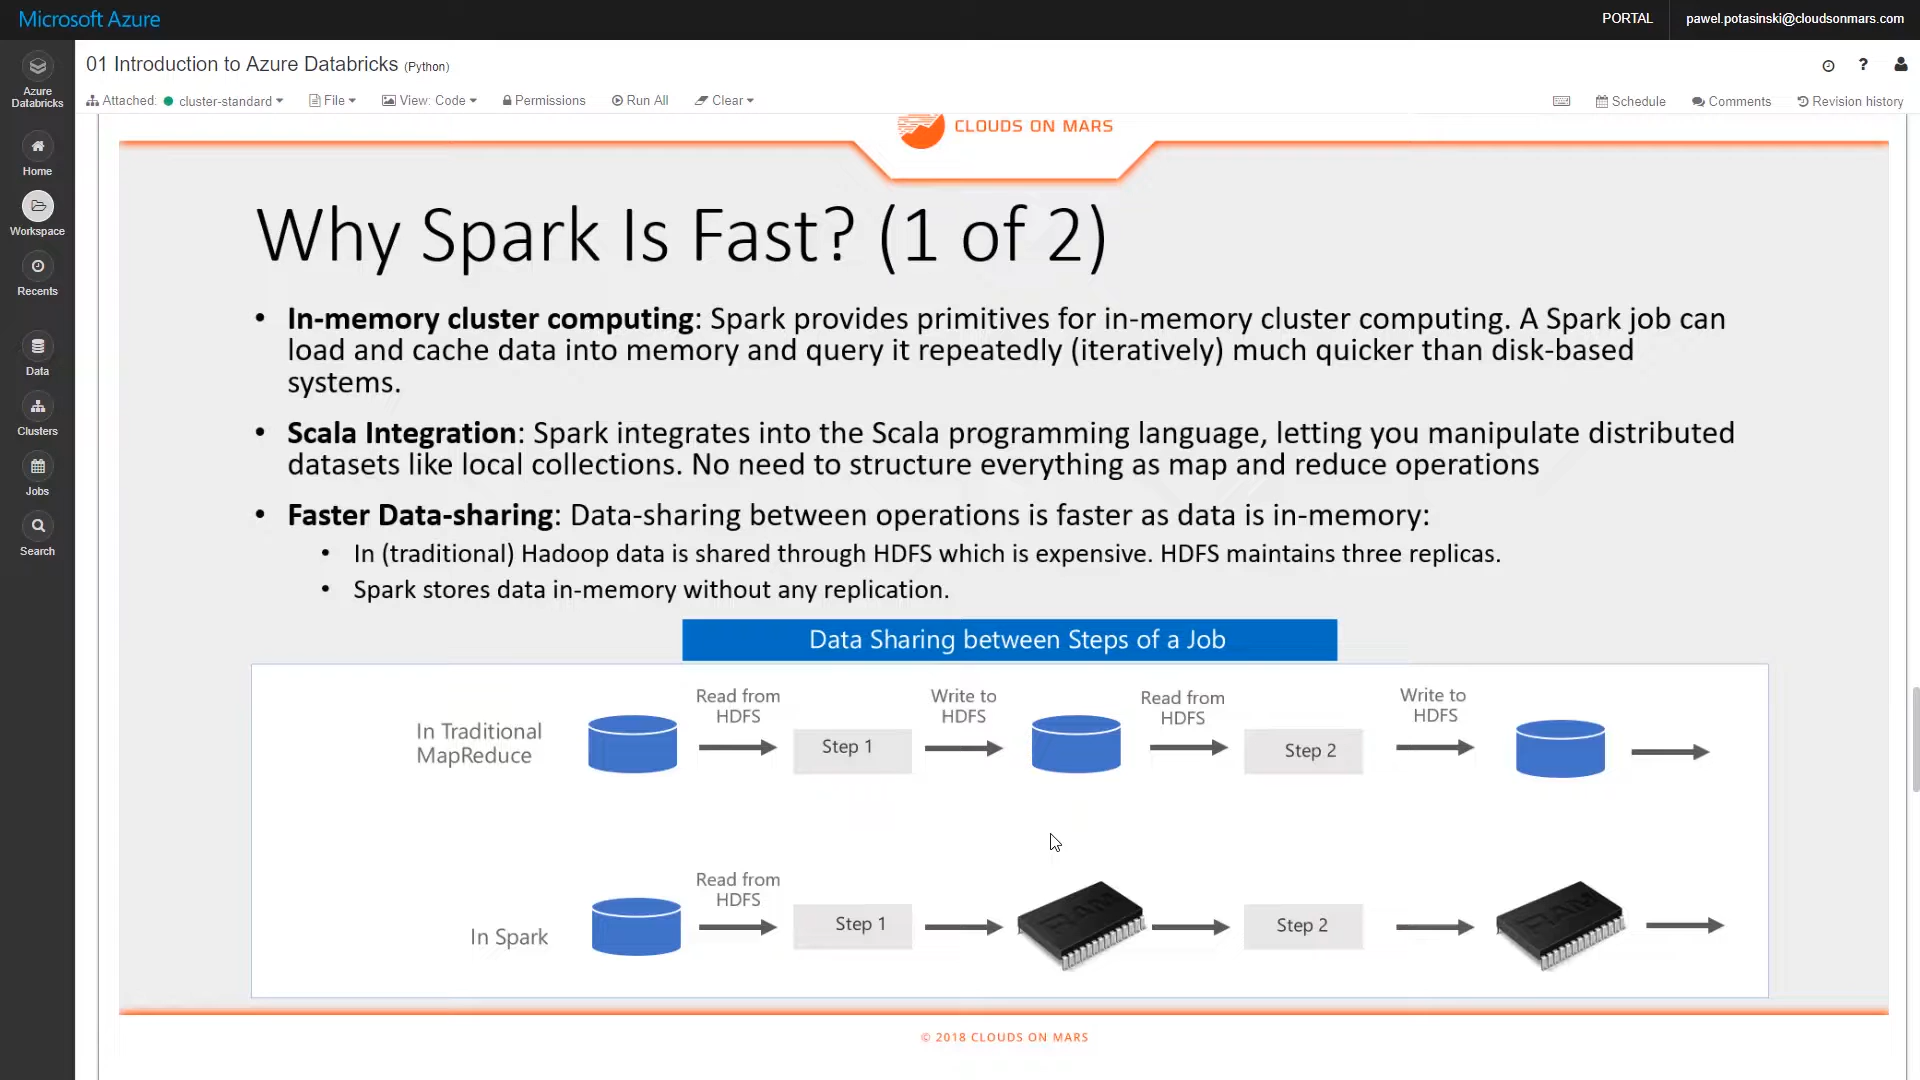 Microsoft Azure
PORTAL
pawel.potasinski@cloudsonmars.com
01 Introduction to Azure Databricks (Python)
Attached: cluster-standard
File
View: Code
Permissions
Run All
Clear
Schedule
Comments
Revision history
Azure
Databricks
Home
Workspace
Recents
Data
Clusters
Jobs
Search
CLOUDS ON MARS
Why Spark Is Fast? (1 of 2)
• In-memory cluster computing: Spark provides primitives for in-memory cluster computing. A Spark job can
load and cache data into memory and query it repeatedly (iteratively) much quicker than disk-based
systems.
• Scala Integration: Spark integrates into the Scala programming language, letting you manipulate distributed
datasets like local collections. No need to structure everything as map and reduce operations
• Faster Data-sharing: Data-sharing between operations is faster as data is in-memory:
• In (traditional) Hadoop data is shared through HDFS which is expensive. HDFS maintains three replicas.
• Spark stores data in-memory without any replication.
Data Sharing between Steps of a Job
In Traditional
MapReduce
Read from
HDFS
Step 1
Write to
HDFS
Read from
HDFS
Step 2
Write to
HDFS
In Spark
Read from
HDFS
Step 1
RAM
Step 2
RAM
© 2018 CLOUDS ON MARS